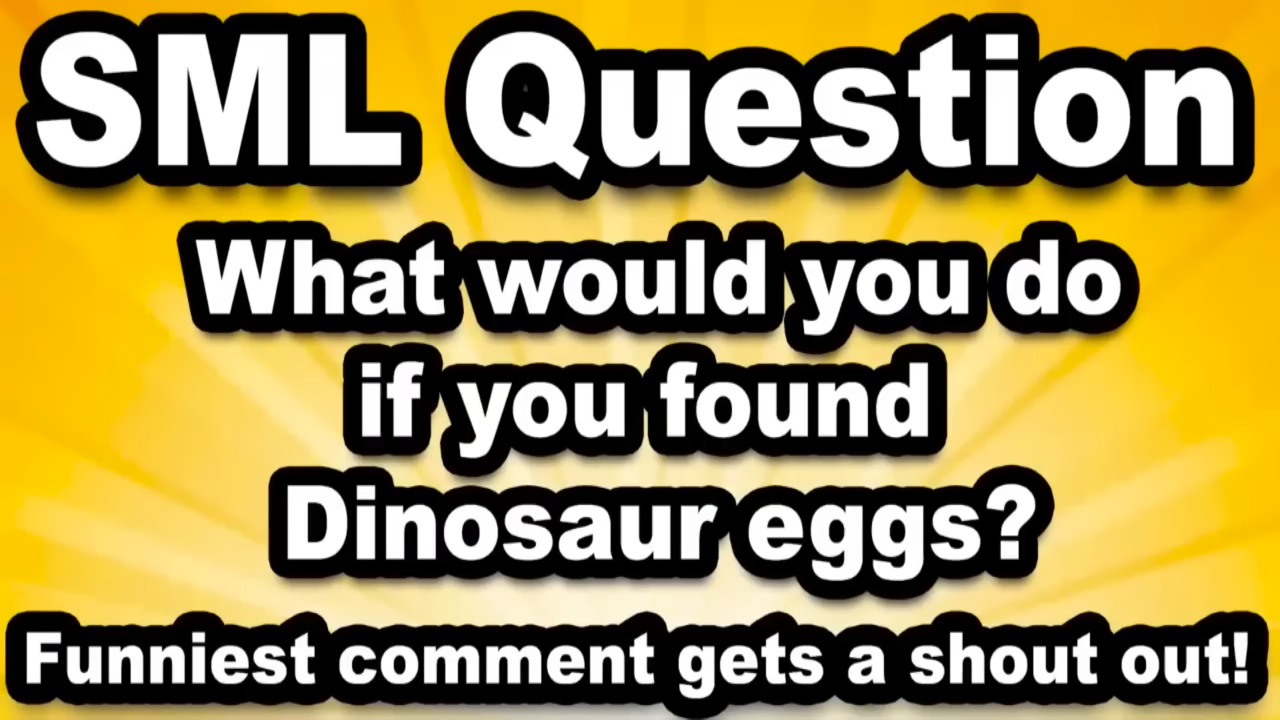 SML Question
What would you do
if you found
Dinosaur eggs?
Funniest comment gets a shout out!